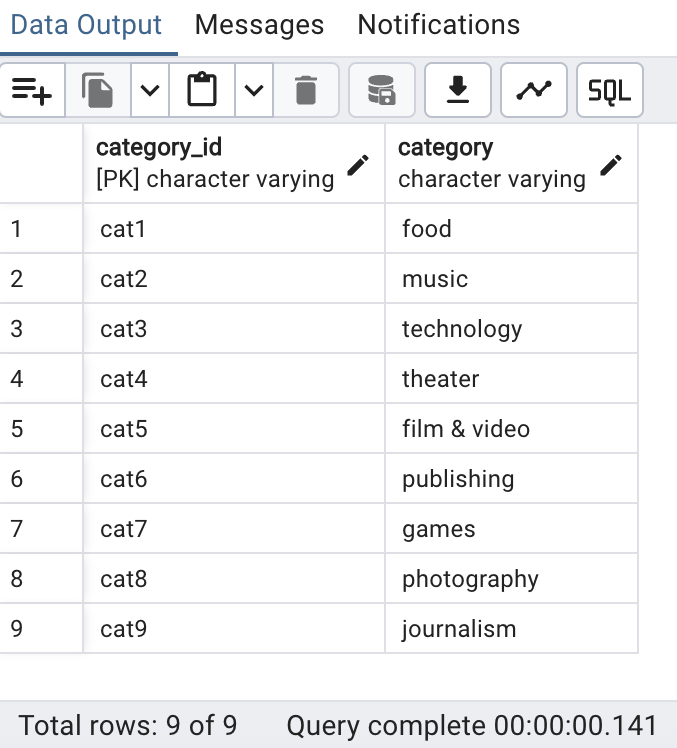 Data Output Messages Notifications
SQL
category_id category
[PK] character varying character varying
1 cat1 food
2 cat2 music
3 cat3 technology
4 cat4 theater
5 cat5 film & video
6 cat6 publishing
7 cat7 games
8 cat8 photography
9 cat9 journalism
Total rows: 9 of 9 Query complete 00:00:00.141